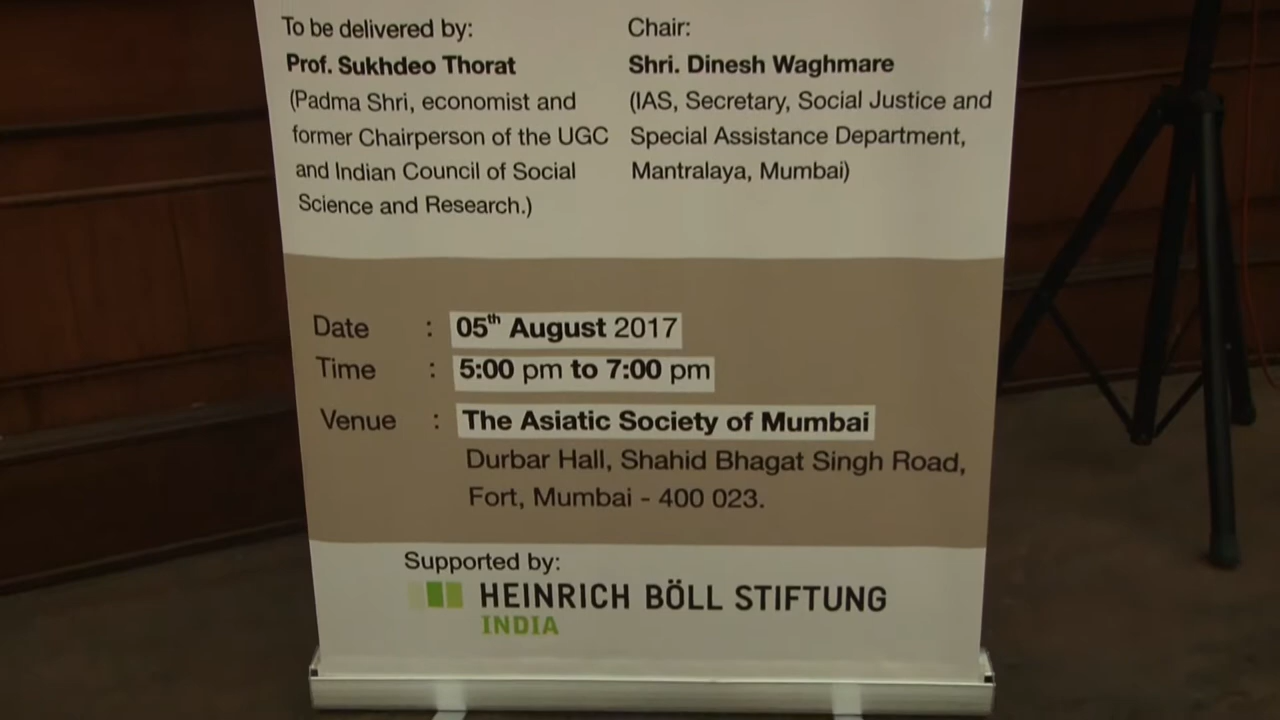 To be delivered by:
Prof. Sukhdeo Thorat
(Padma Shri, economist and
former Chairperson of the UGC
and Indian Council of Social
Science and Research.)
Chair:
Shri. Dinesh Waghmare
(IAS, Secretary, Social Justice and
Special Assistance Department,
Mantralaya, Mumbai)
Date : 05th August 2017
Time : 5:00 pm to 7:00 pm
Venue : The Asiatic Society of Mumbai
Durbar Hall, Shahid Bhagat Singh Road,
Fort, Mumbai - 400 023.
Supported by:
HEINRICH BÖLL STIFTUNG
INDIA